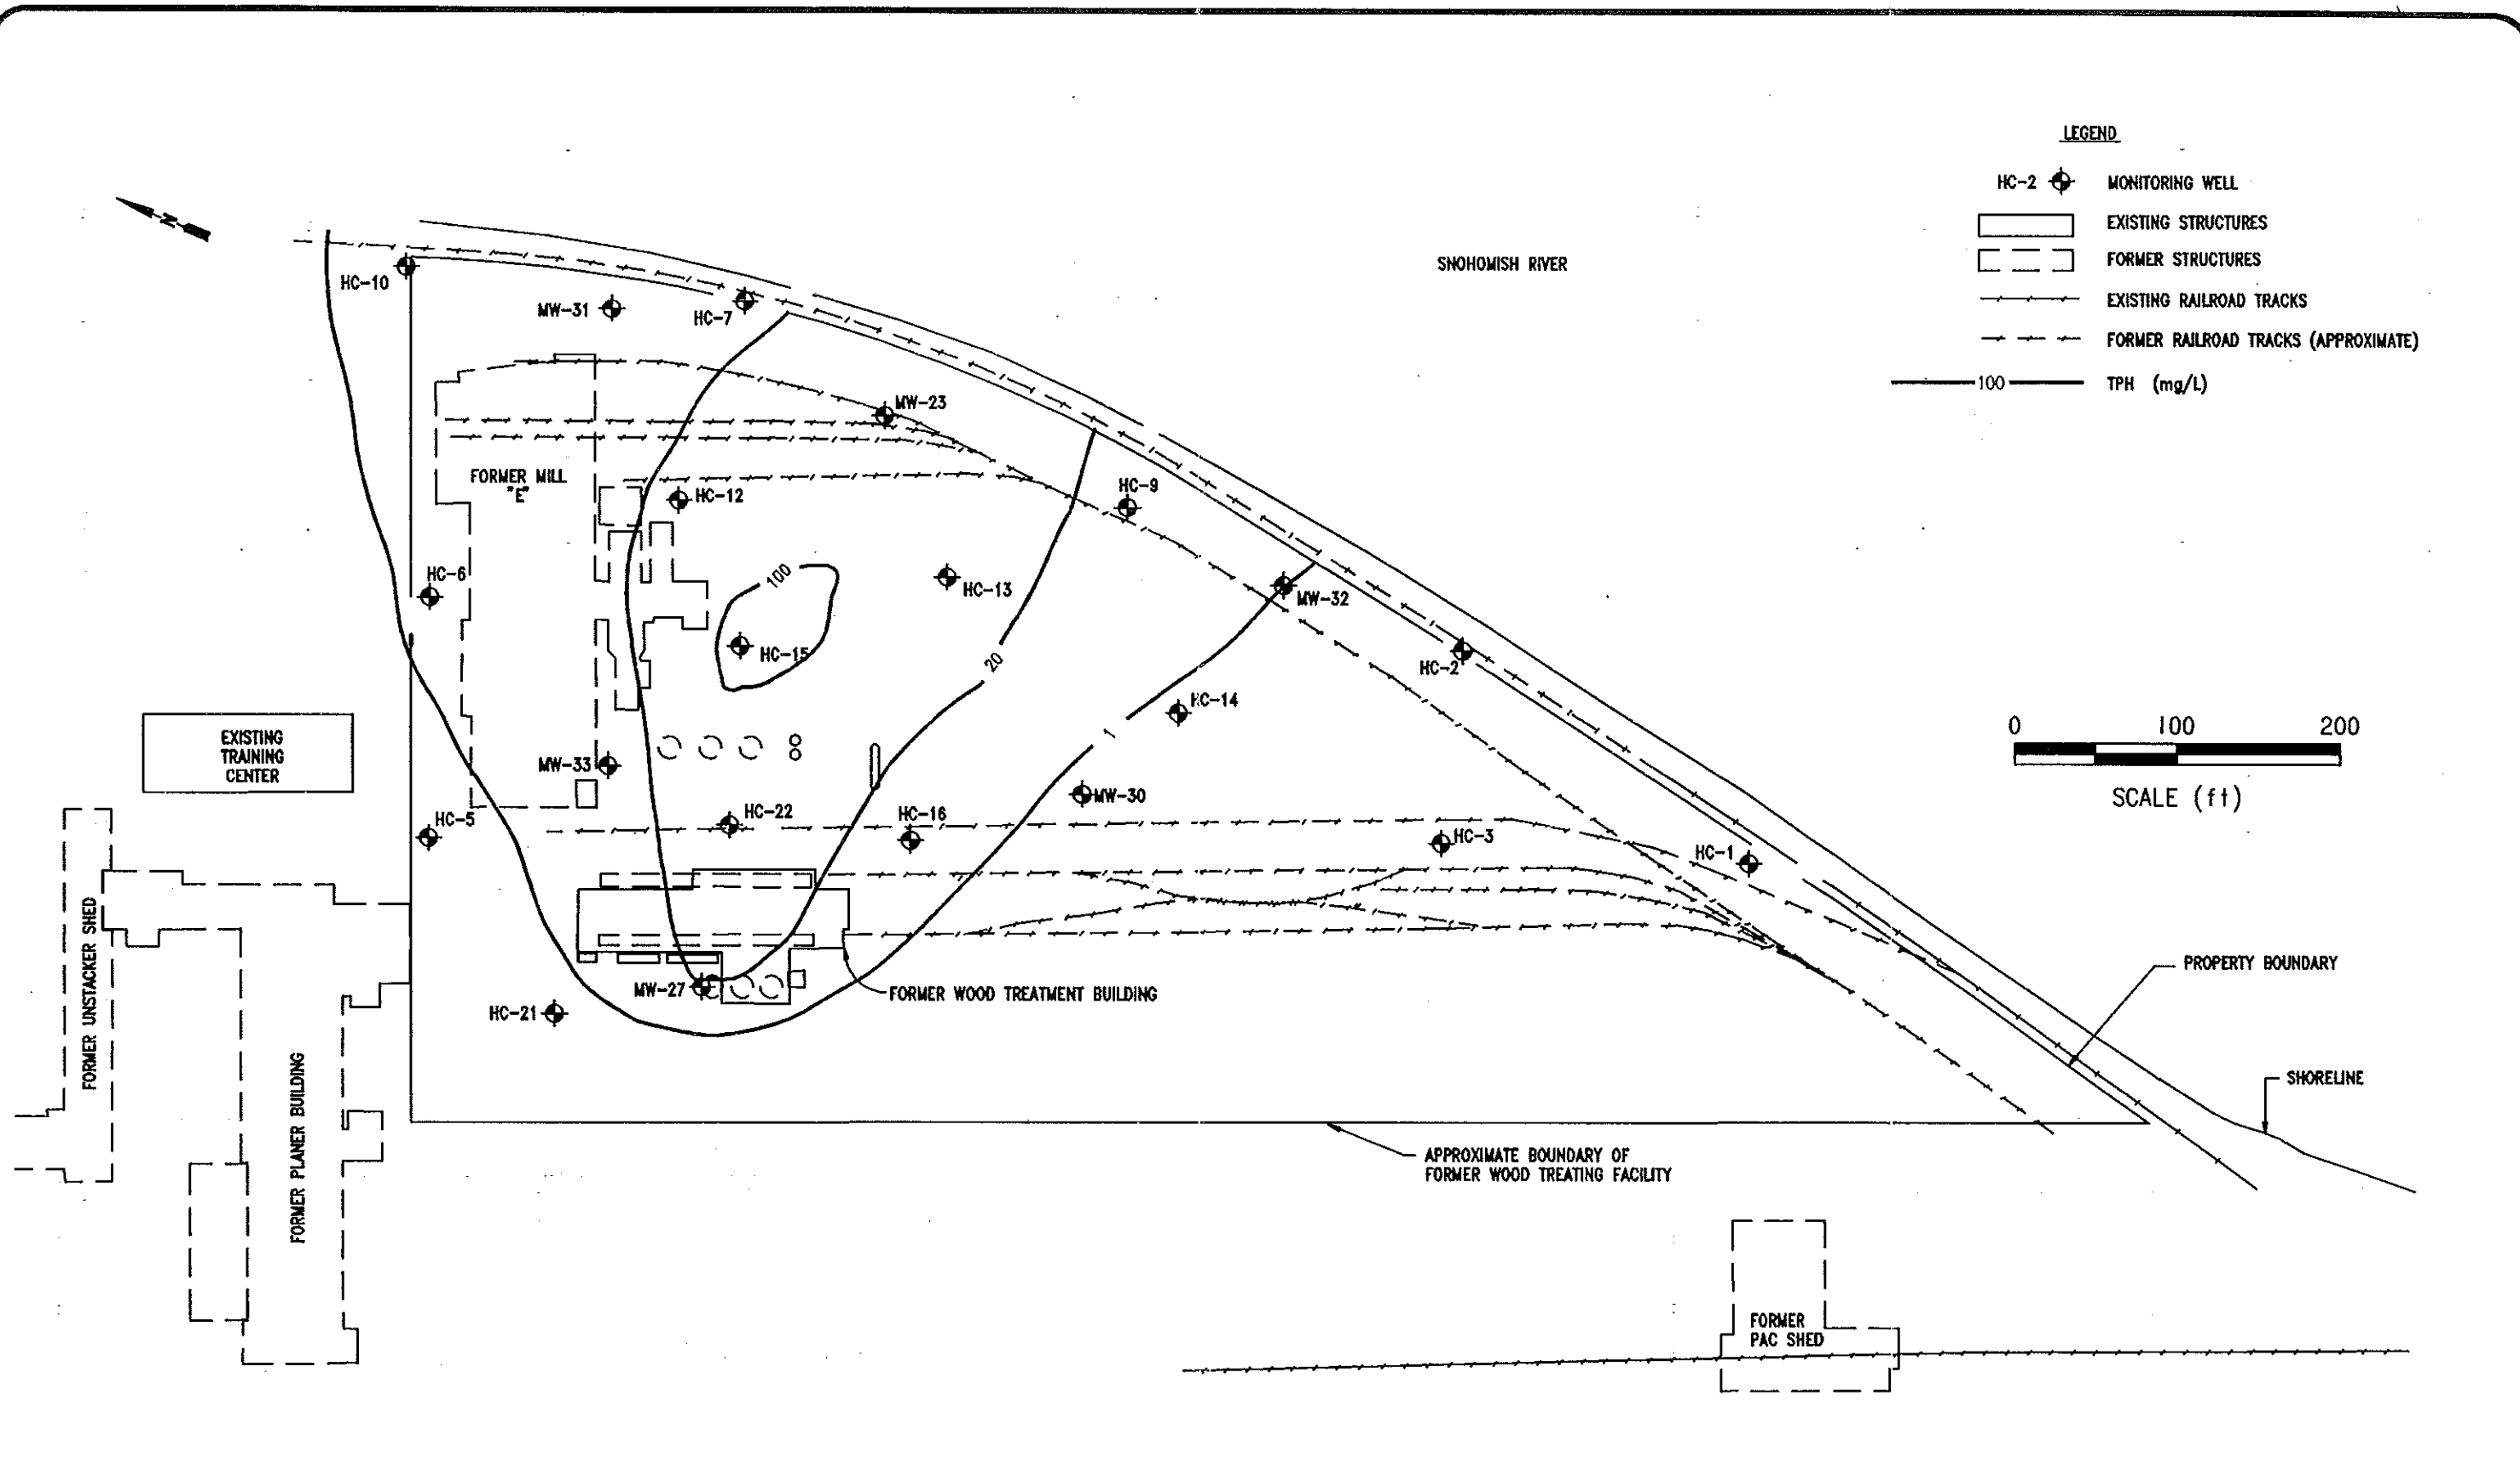 LEGEND
HC-2 MONITORING WELL
EXISTING STRUCTURES
FORMER STRUCTURES
EXISTING RAILROAD TRACKS
FORMER RAILROAD TRACKS (APPROXIMATE)
100 TPH (mg/L)
N
SNOHOMISH RIVER
HC-10
MW-31
HC-7
MW-23
FORMER MILL
"E"
HC-12
HC-9
HC-6
100
HC-13
MW-32
HC-15
20
HC-2
HC-14
1
EXISTING
TRAINING
CENTER
MW-33
MW-30
0 100 200
SCALE (ft)
HC-5
HC-22
HC-16
HC-3
HC-1
FORMER UNSTACKER SHED
MW-27
FORMER WOOD TREATMENT BUILDING
HC-21
PROPERTY BOUNDARY
SHORELINE
FORMER PLANER BUILDING
APPROXIMATE BOUNDARY OF
FORMER WOOD TREATING FACILITY
FORMER
PAC SHED